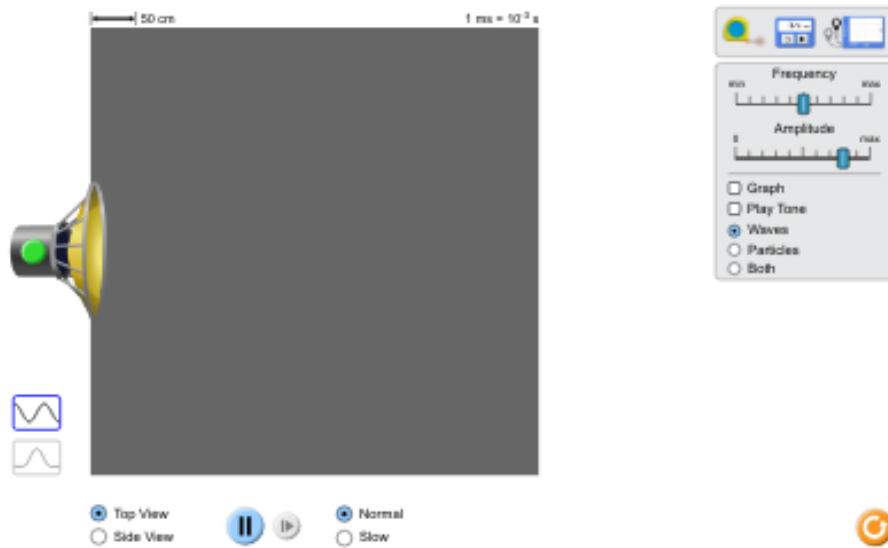 50 cm
1 ms = 10⁻³ s
Frequency
min max
Amplitude
0 max
Graph
Play Tone
Waves
Particles
Both
Top View
Side View
Normal
Slow